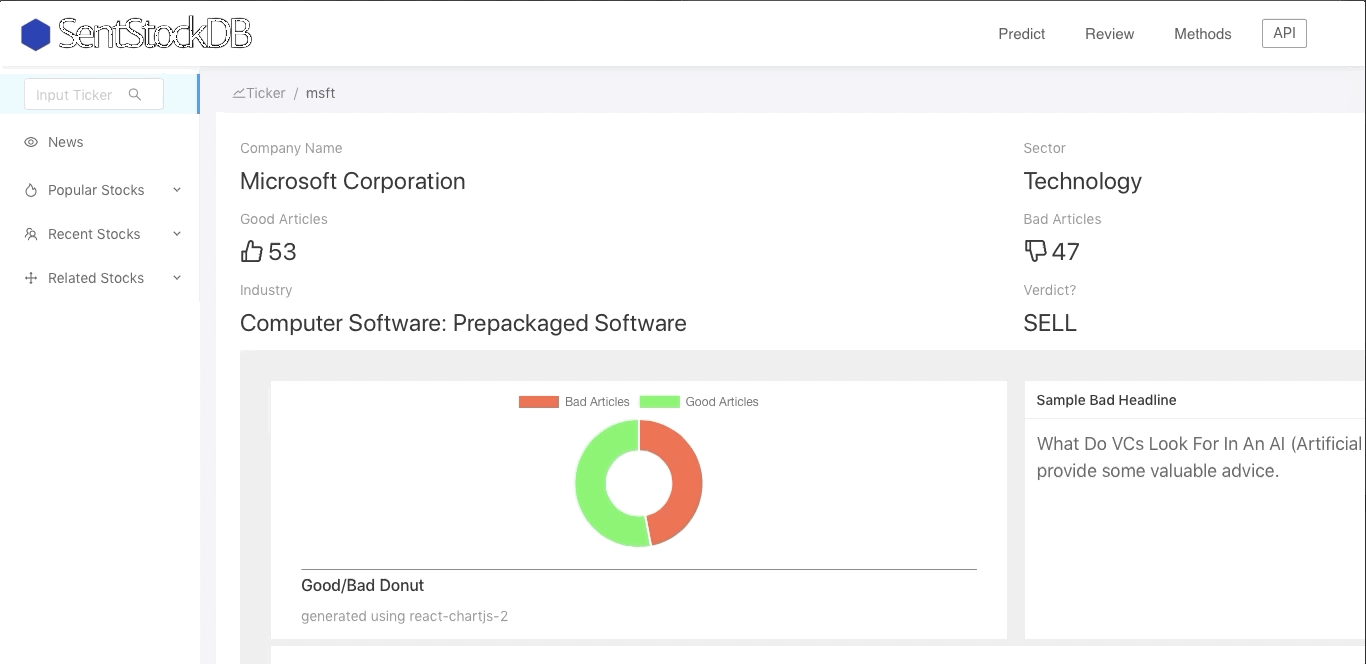 SentStockDB
Predict
Review
Methods
API
Input Ticker
News
Popular Stocks
Recent Stocks
Related Stocks
Ticker / msft
Company Name
Microsoft Corporation
Sector
Technology
Good Articles
53
Bad Articles
47
Industry
Computer Software: Prepackaged Software
Verdict?
SELL
Bad Articles
Good Articles
Good/Bad Donut
generated using react-chartjs-2
Sample Bad Headline
What Do VCs Look For In An AI (Artificial
provide some valuable advice.